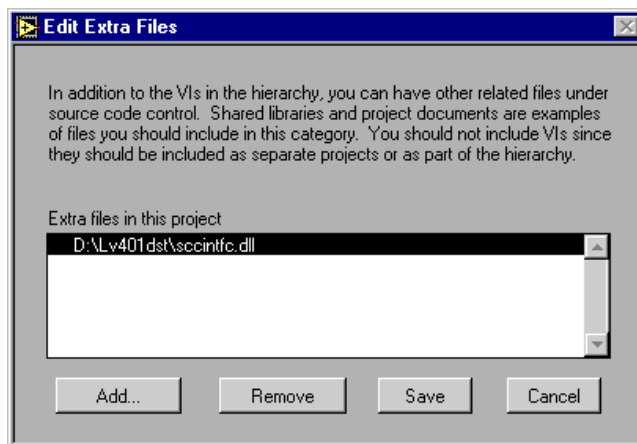 Edit Extra Files
In addition to the VIs in the hierarchy, you can have other related files under
source code control.  Shared libraries and project documents are examples
of files you should include in this category.  You should not include VIs since
they should be included as separate projects or as part of the hierarchy.
Extra files in this project
D:\Lv401dst\sccintfc.dll
Add...
Remove
Save
Cancel